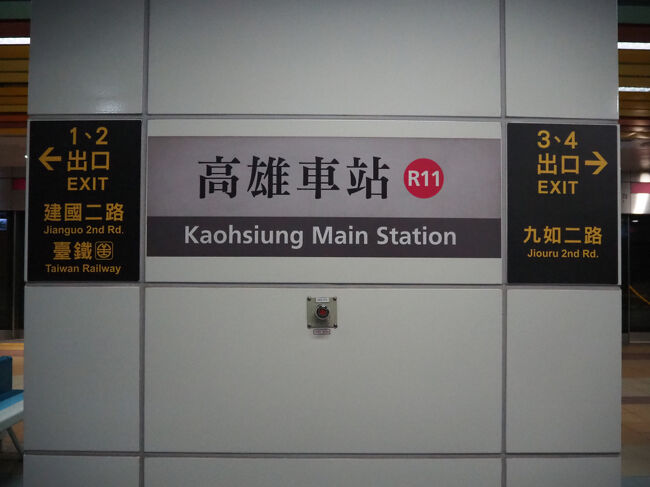 1、2
← 出口
EXIT
建國二路
Jianguo 2nd Rd.
臺鐵
Taiwan Railway
高雄車站 R11
Kaohsiung Main Station
3、4
出口 →
EXIT
九如二路
Jiouru 2nd Rd.